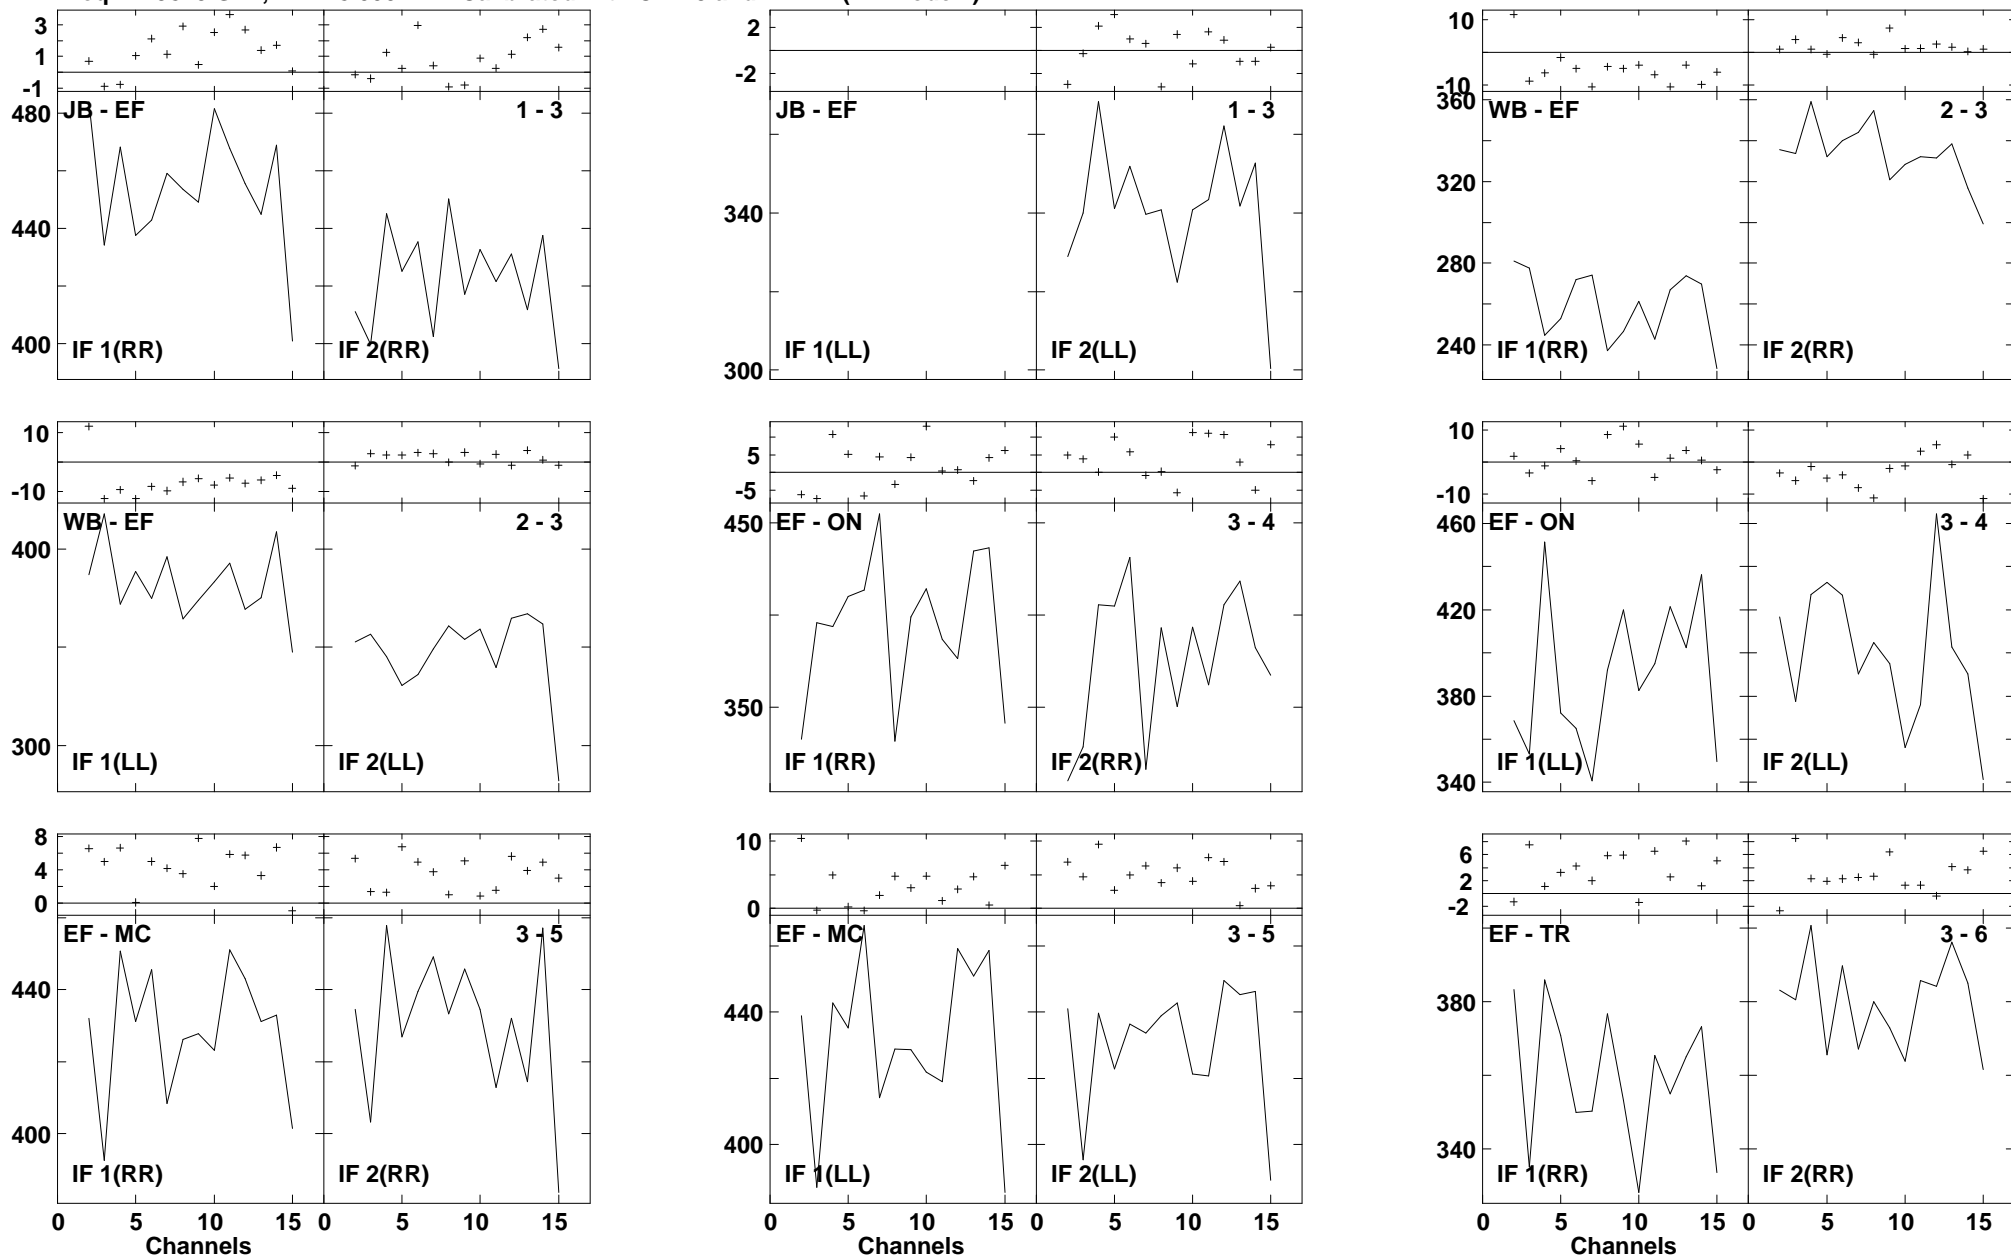 3
1
-1
2
-2
10
-10
480
440
400
JB - EF
1 - 3
IF 1(RR)
IF 2(RR)
340
300
JB - EF
1 - 3
IF 1(LL)
IF 2(LL)
360
320
280
240
WB - EF
2 - 3
IF 1(RR)
IF 2(RR)
10
-10
5
-5
10
-10
400
300
WB - EF
2 - 3
IF 1(LL)
IF 2(LL)
450
350
EF - ON
3 - 4
IF 1(RR)
IF 2(RR)
460
420
380
340
EF - ON
3 - 4
IF 1(LL)
IF 2(LL)
8
4
0
10
0
6
2
-2
440
400
EF - MC
3 - 5
IF 1(RR)
IF 2(RR)
440
400
EF - MC
3 - 5
IF 1(LL)
IF 2(LL)
380
340
EF - TR
3 - 6
IF 1(RR)
IF 2(RR)
0 5 10 15 0 5 10 15
Channels
0 5 10 15 0 5 10 15
Channels
0 5 10 15 0 5 10 15
Channels